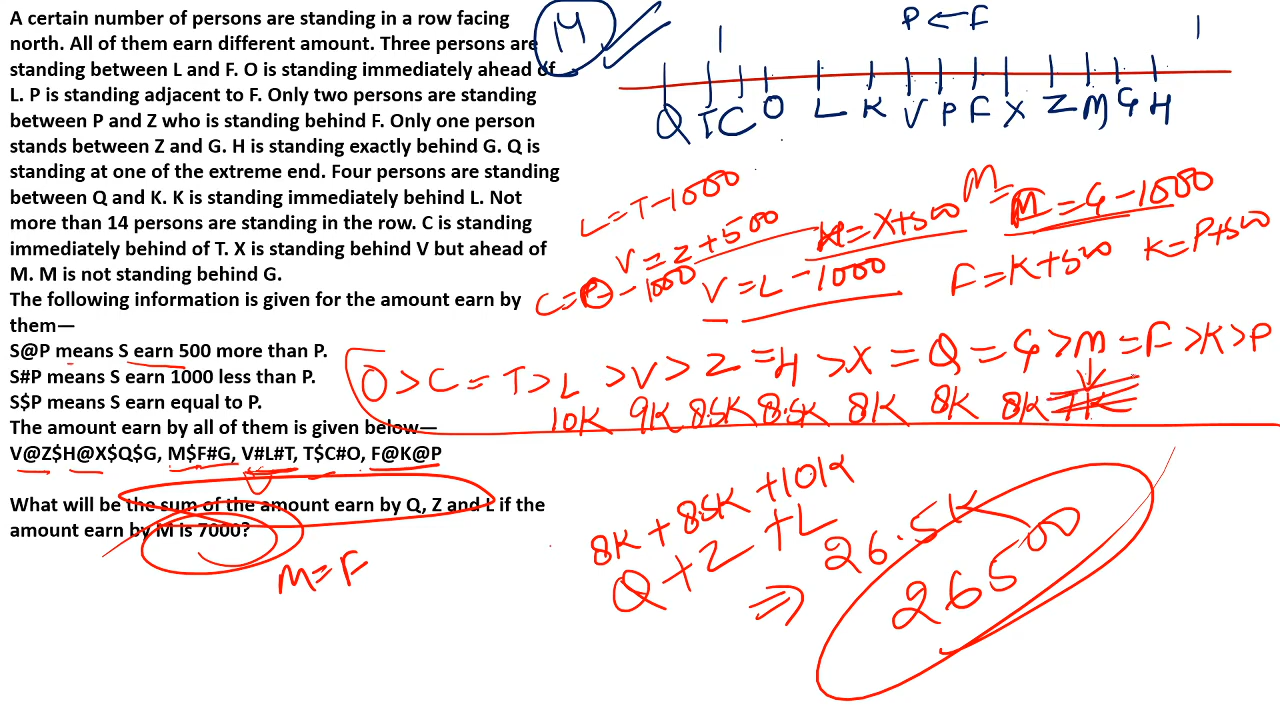 A certain number of persons are standing in a row facing
north. All of them earn different amount. Three persons are
standing between L and F. O is standing immediately ahead of
L. P is standing adjacent to F. Only two persons are standing
between P and Z who is standing behind F. Only one person
stands between Z and G. H is standing exactly behind G. Q is
standing at one of the extreme end. Four persons are standing
between Q and K. K is standing immediately behind L. Not
more than 14 persons are standing in the row. C is standing
immediately behind of T. X is standing behind V but ahead of
M. M is not standing behind G.
The following information is given for the amount earn by
them—
S@P means S earn 500 more than P.
S#P means S earn 1000 less than P.
S$P means S earn equal to P.
The amount earn by all of them is given below—
V@Z$H@X$Q$G, M$F#G, V#L#T, T$C#O, F@K@P
What will be the sum of the amount earn by Q, Z and L if the
amount earn by M is 7000?
M=F
14
P ← F
Q T C O L K V P F X Z M G H
L=T-1000
V=Z+500
H=X+500
M=
M=G-1000
C=O-1000
V=L-1000
F=K+500
K=P+500
O>C=T>L>V>Z=H>X=Q=G>M=F>K>P
10K 9K 8.5K 8.5K 8K 8K 8K 7K
8K+8.5K+10K
Q+Z+L
⇒ 26.5K
26500